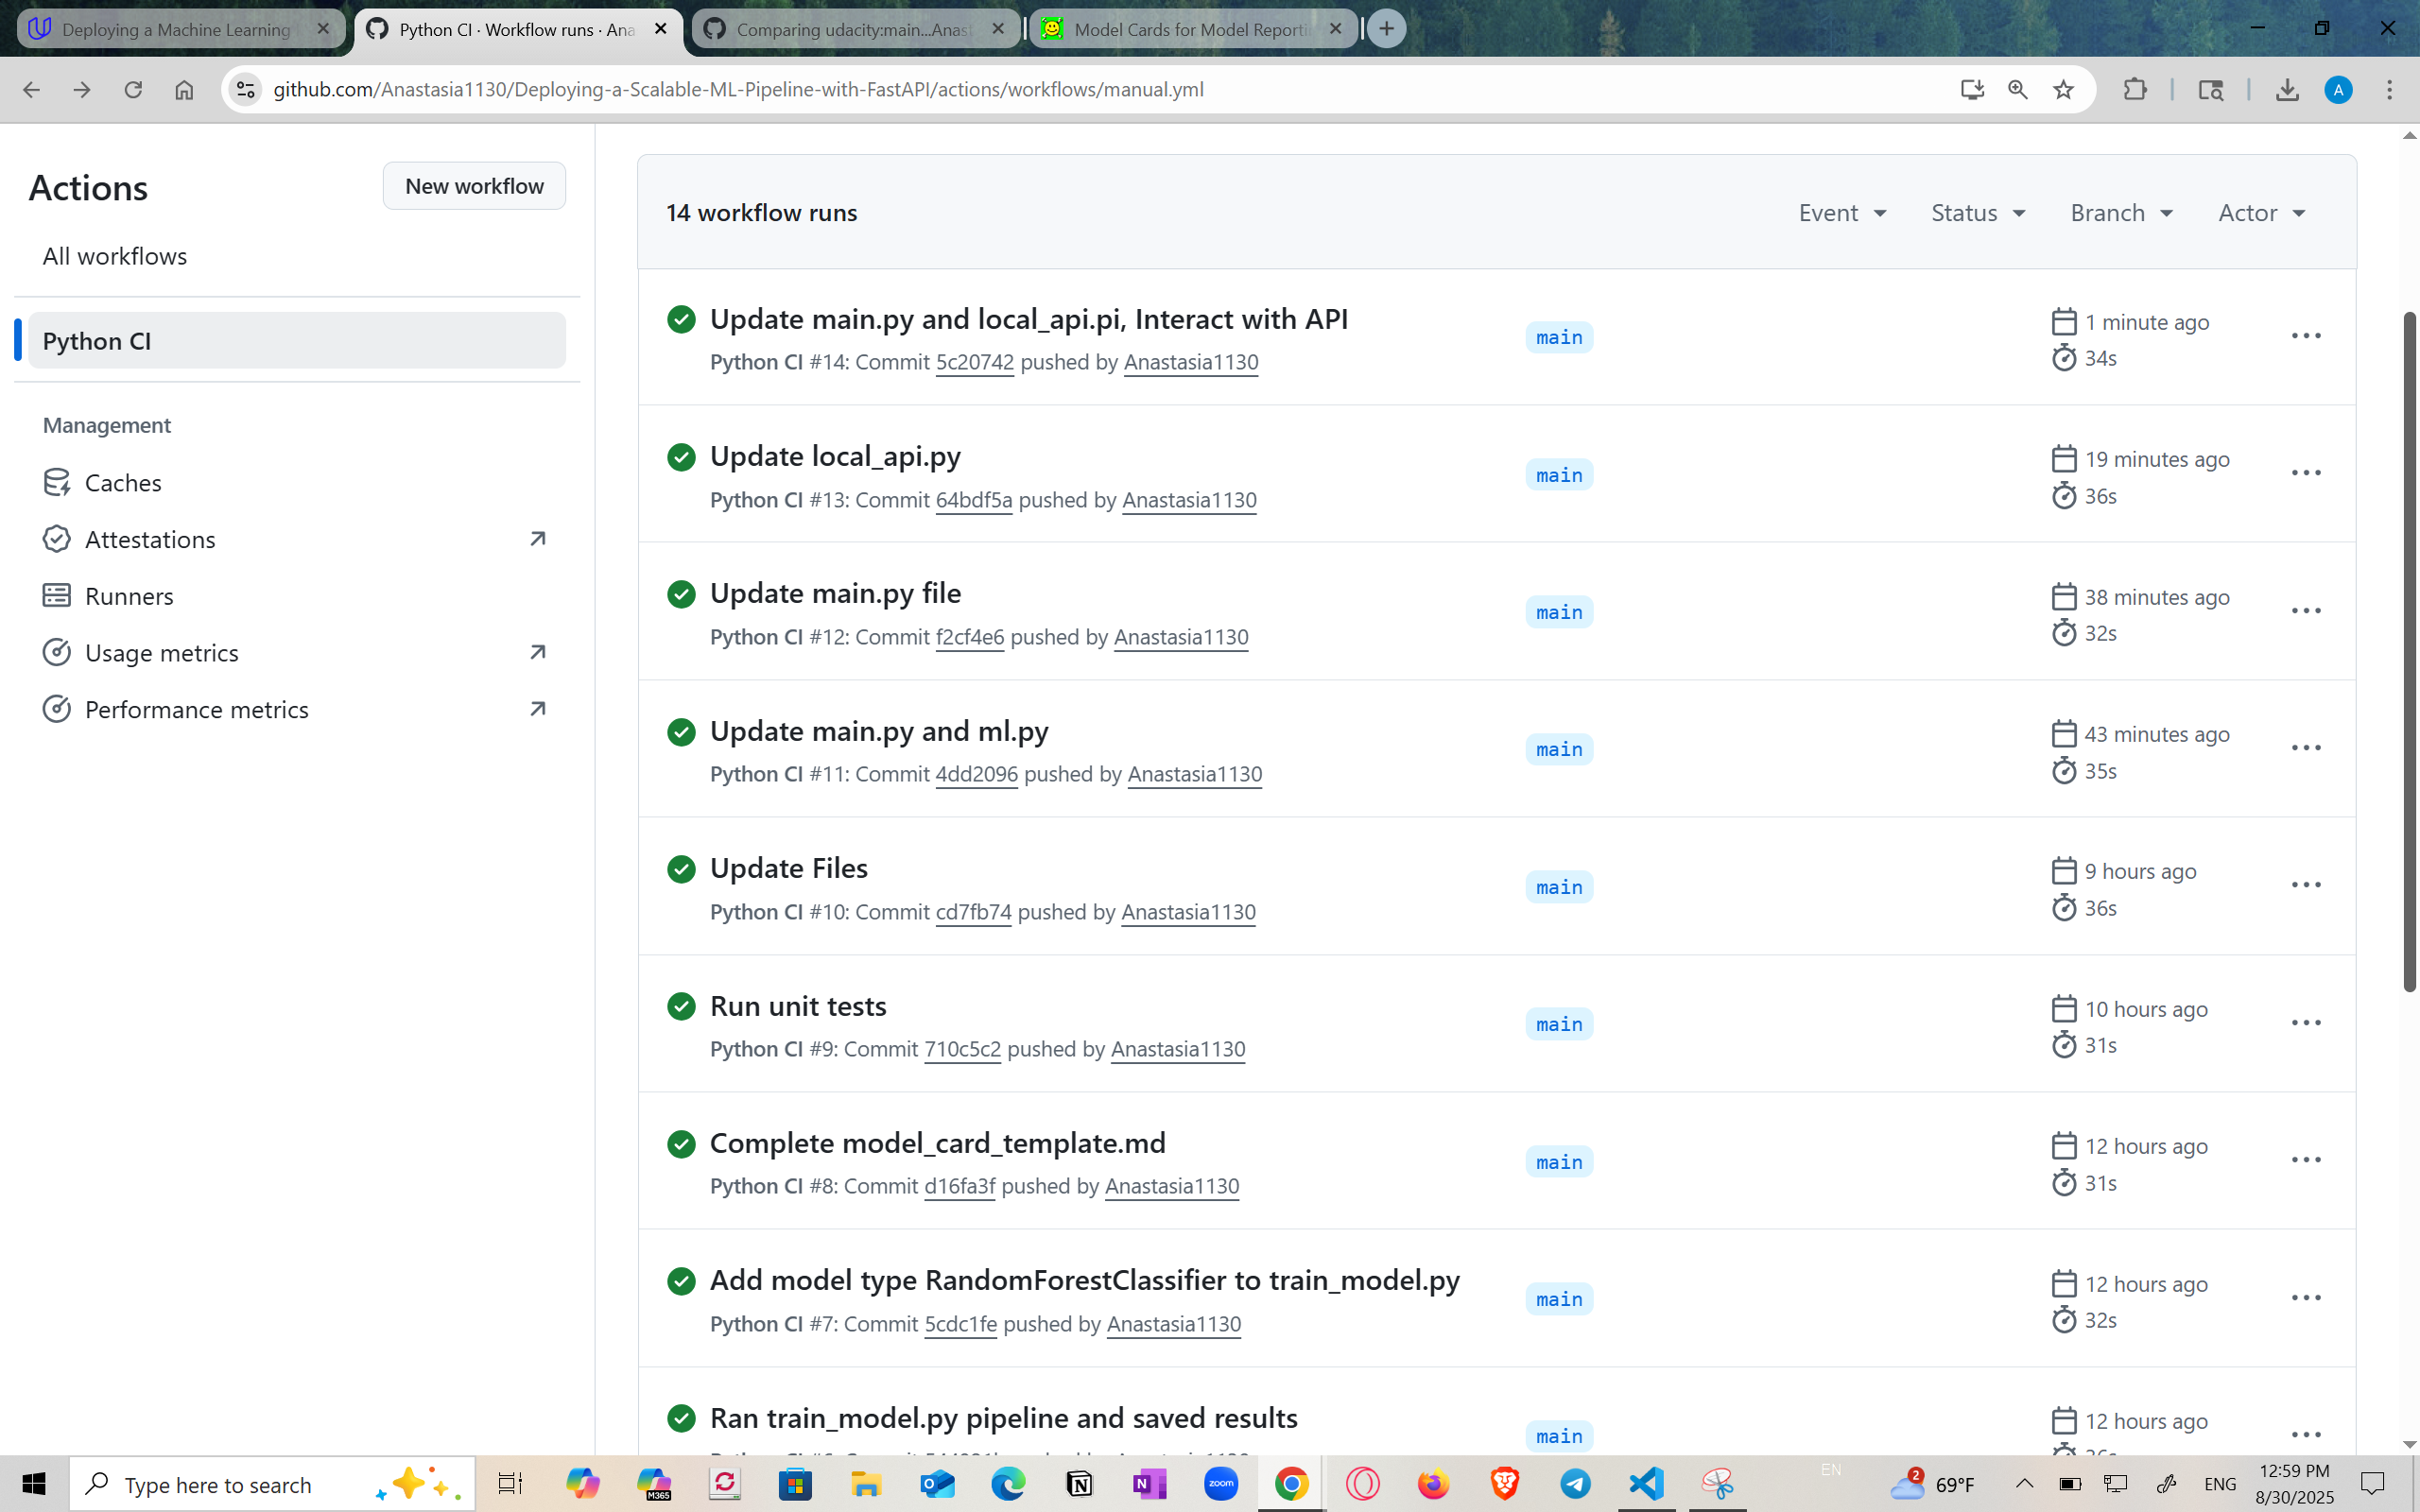 Deploying a Machine Learning
Python CI · Workflow runs · Ana
Comparing udacity:main...Anas
Model Cards for Model Reporti
github.com/Anastasia1130/Deploying-a-Scalable-ML-Pipeline-with-FastAPI/actions/workflows/manual.yml
A
Actions
New workflow
All workflows
Python CI
Management
Caches
Attestations
Runners
Usage metrics
Performance metrics
14 workflow runs
Event
Status
Branch
Actor
Update main.py and local_api.pi, Interact with API
Python CI #14: Commit 5c20742 pushed by Anastasia1130
main
1 minute ago
34s
Update local_api.py
Python CI #13: Commit 64bdf5a pushed by Anastasia1130
main
19 minutes ago
36s
Update main.py file
Python CI #12: Commit f2cf4e6 pushed by Anastasia1130
main
38 minutes ago
32s
Update main.py and ml.py
Python CI #11: Commit 4dd2096 pushed by Anastasia1130
main
43 minutes ago
35s
Update Files
Python CI #10: Commit cd7fb74 pushed by Anastasia1130
main
9 hours ago
36s
Run unit tests
Python CI #9: Commit 710c5c2 pushed by Anastasia1130
main
10 hours ago
31s
Complete model_card_template.md
Python CI #8: Commit d16fa3f pushed by Anastasia1130
main
12 hours ago
31s
Add model type RandomForestClassifier to train_model.py
Python CI #7: Commit 5cdc1fe pushed by Anastasia1130
main
12 hours ago
32s
Ran train_model.py pipeline and saved results
main
12 hours ago
Type here to search
M365
zoom
EN
2
69°F
ENG
12:59 PM
8/30/2025